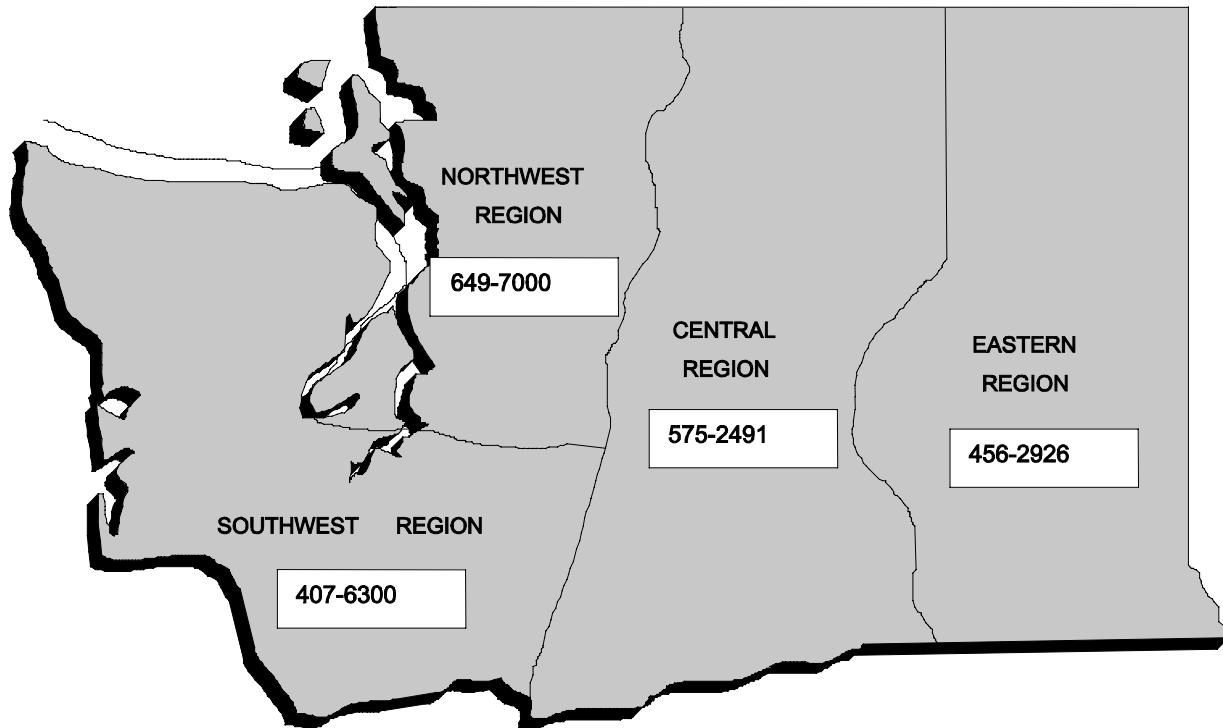 NORTHWEST
REGION
649-7000
CENTRAL
REGION
575-2491
EASTERN
REGION
456-2926
SOUTHWEST REGION
407-6300